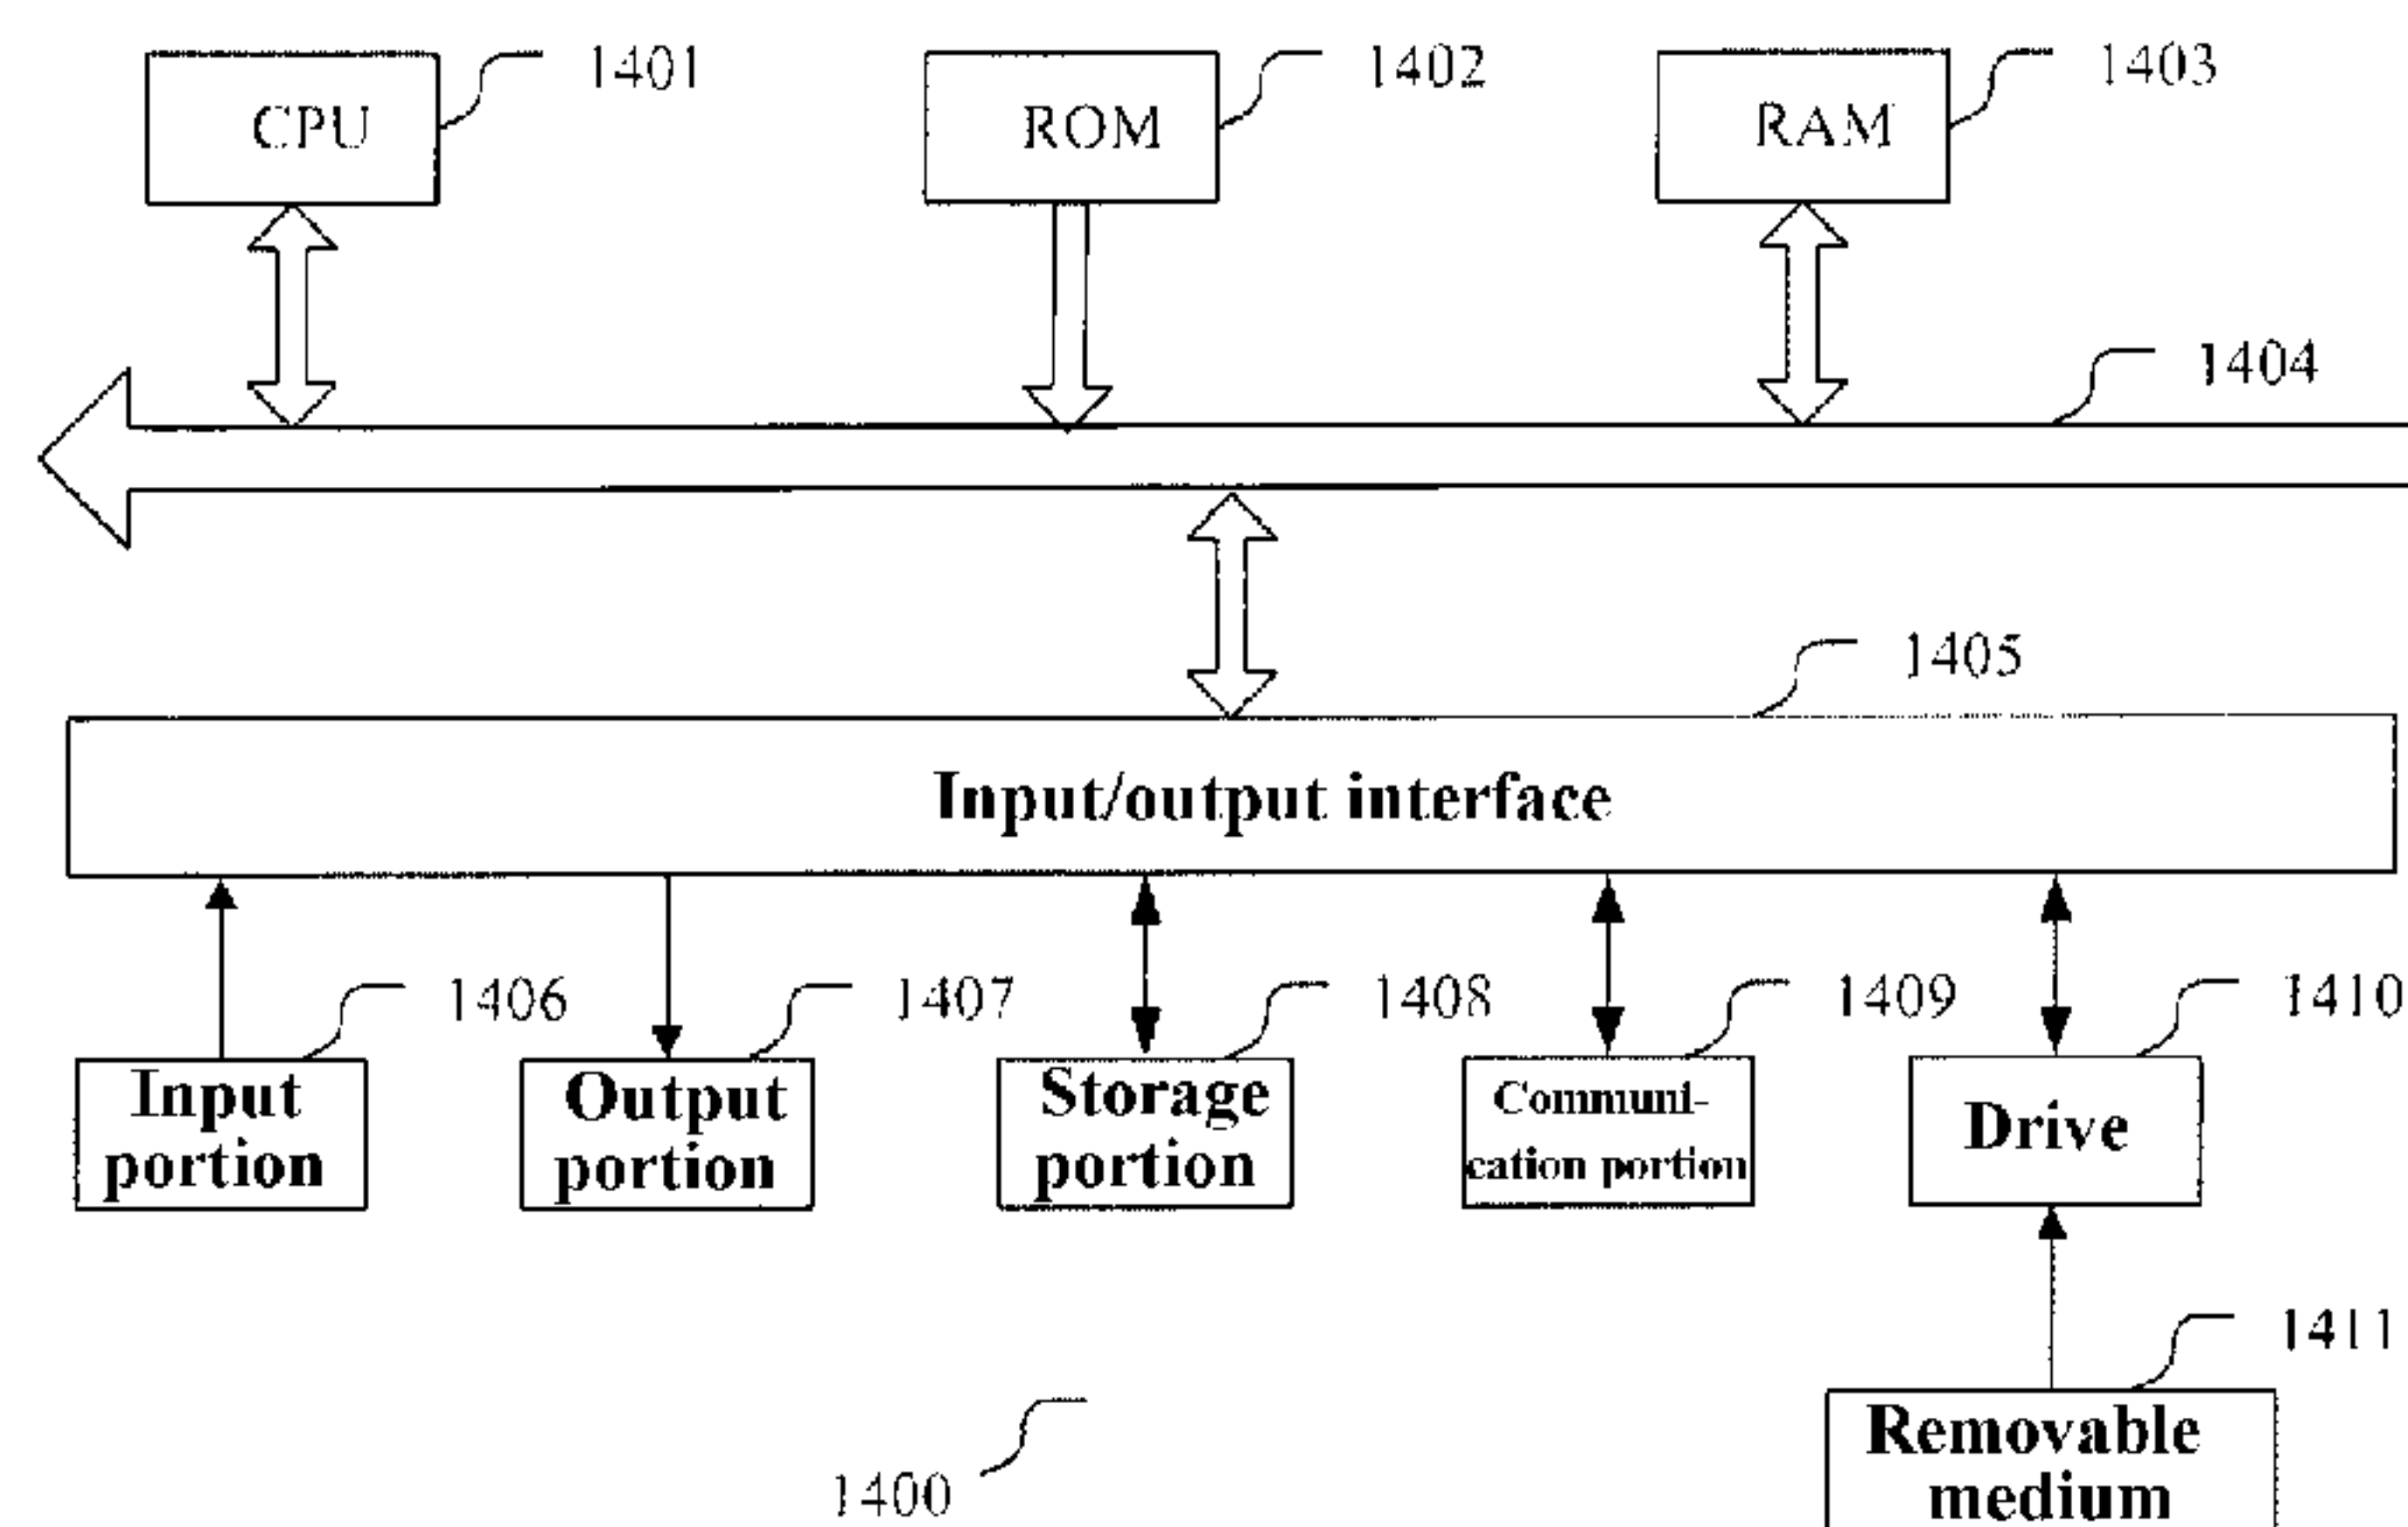 1401
1402
1403
CPU
ROM
RAM
1404
1405
Input/output interface
1406
1407
1408
1409
1410
Input
portion
Output
portion
Storage
portion
Communi-
cation portion
Drive
1411
Removable
medium
1400